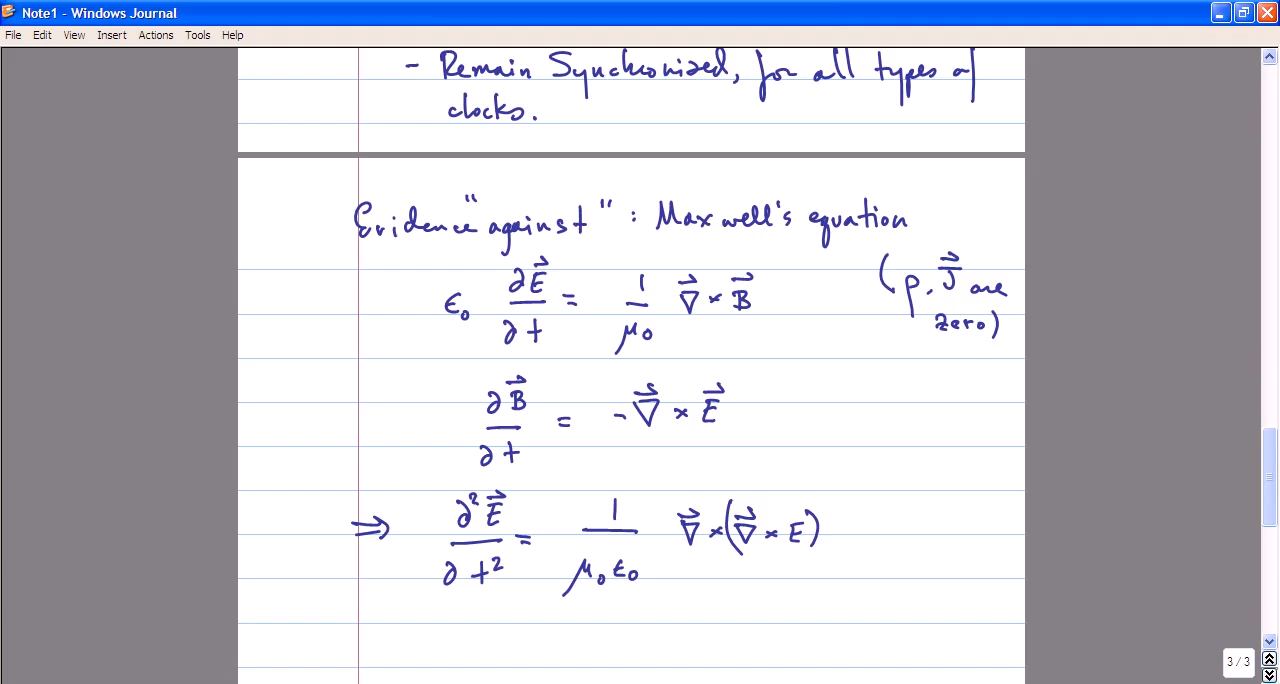 Note1 - Windows Journal
File Edit View Insert Actions Tools Help
- Remain Synchronized, for all types of
clocks.
Evidence "against" : Maxwell's equation
ϵ₀ ∂E⃗/∂t = 1/μ₀ ∇⃗ × B⃗ (ρ, J⃗ are
zero)
∂B⃗/∂t = -∇⃗ × E⃗
⇒ ∂²E⃗/∂t² = 1/μ₀ϵ₀ ∇⃗ × (∇⃗ × E)
3 / 3